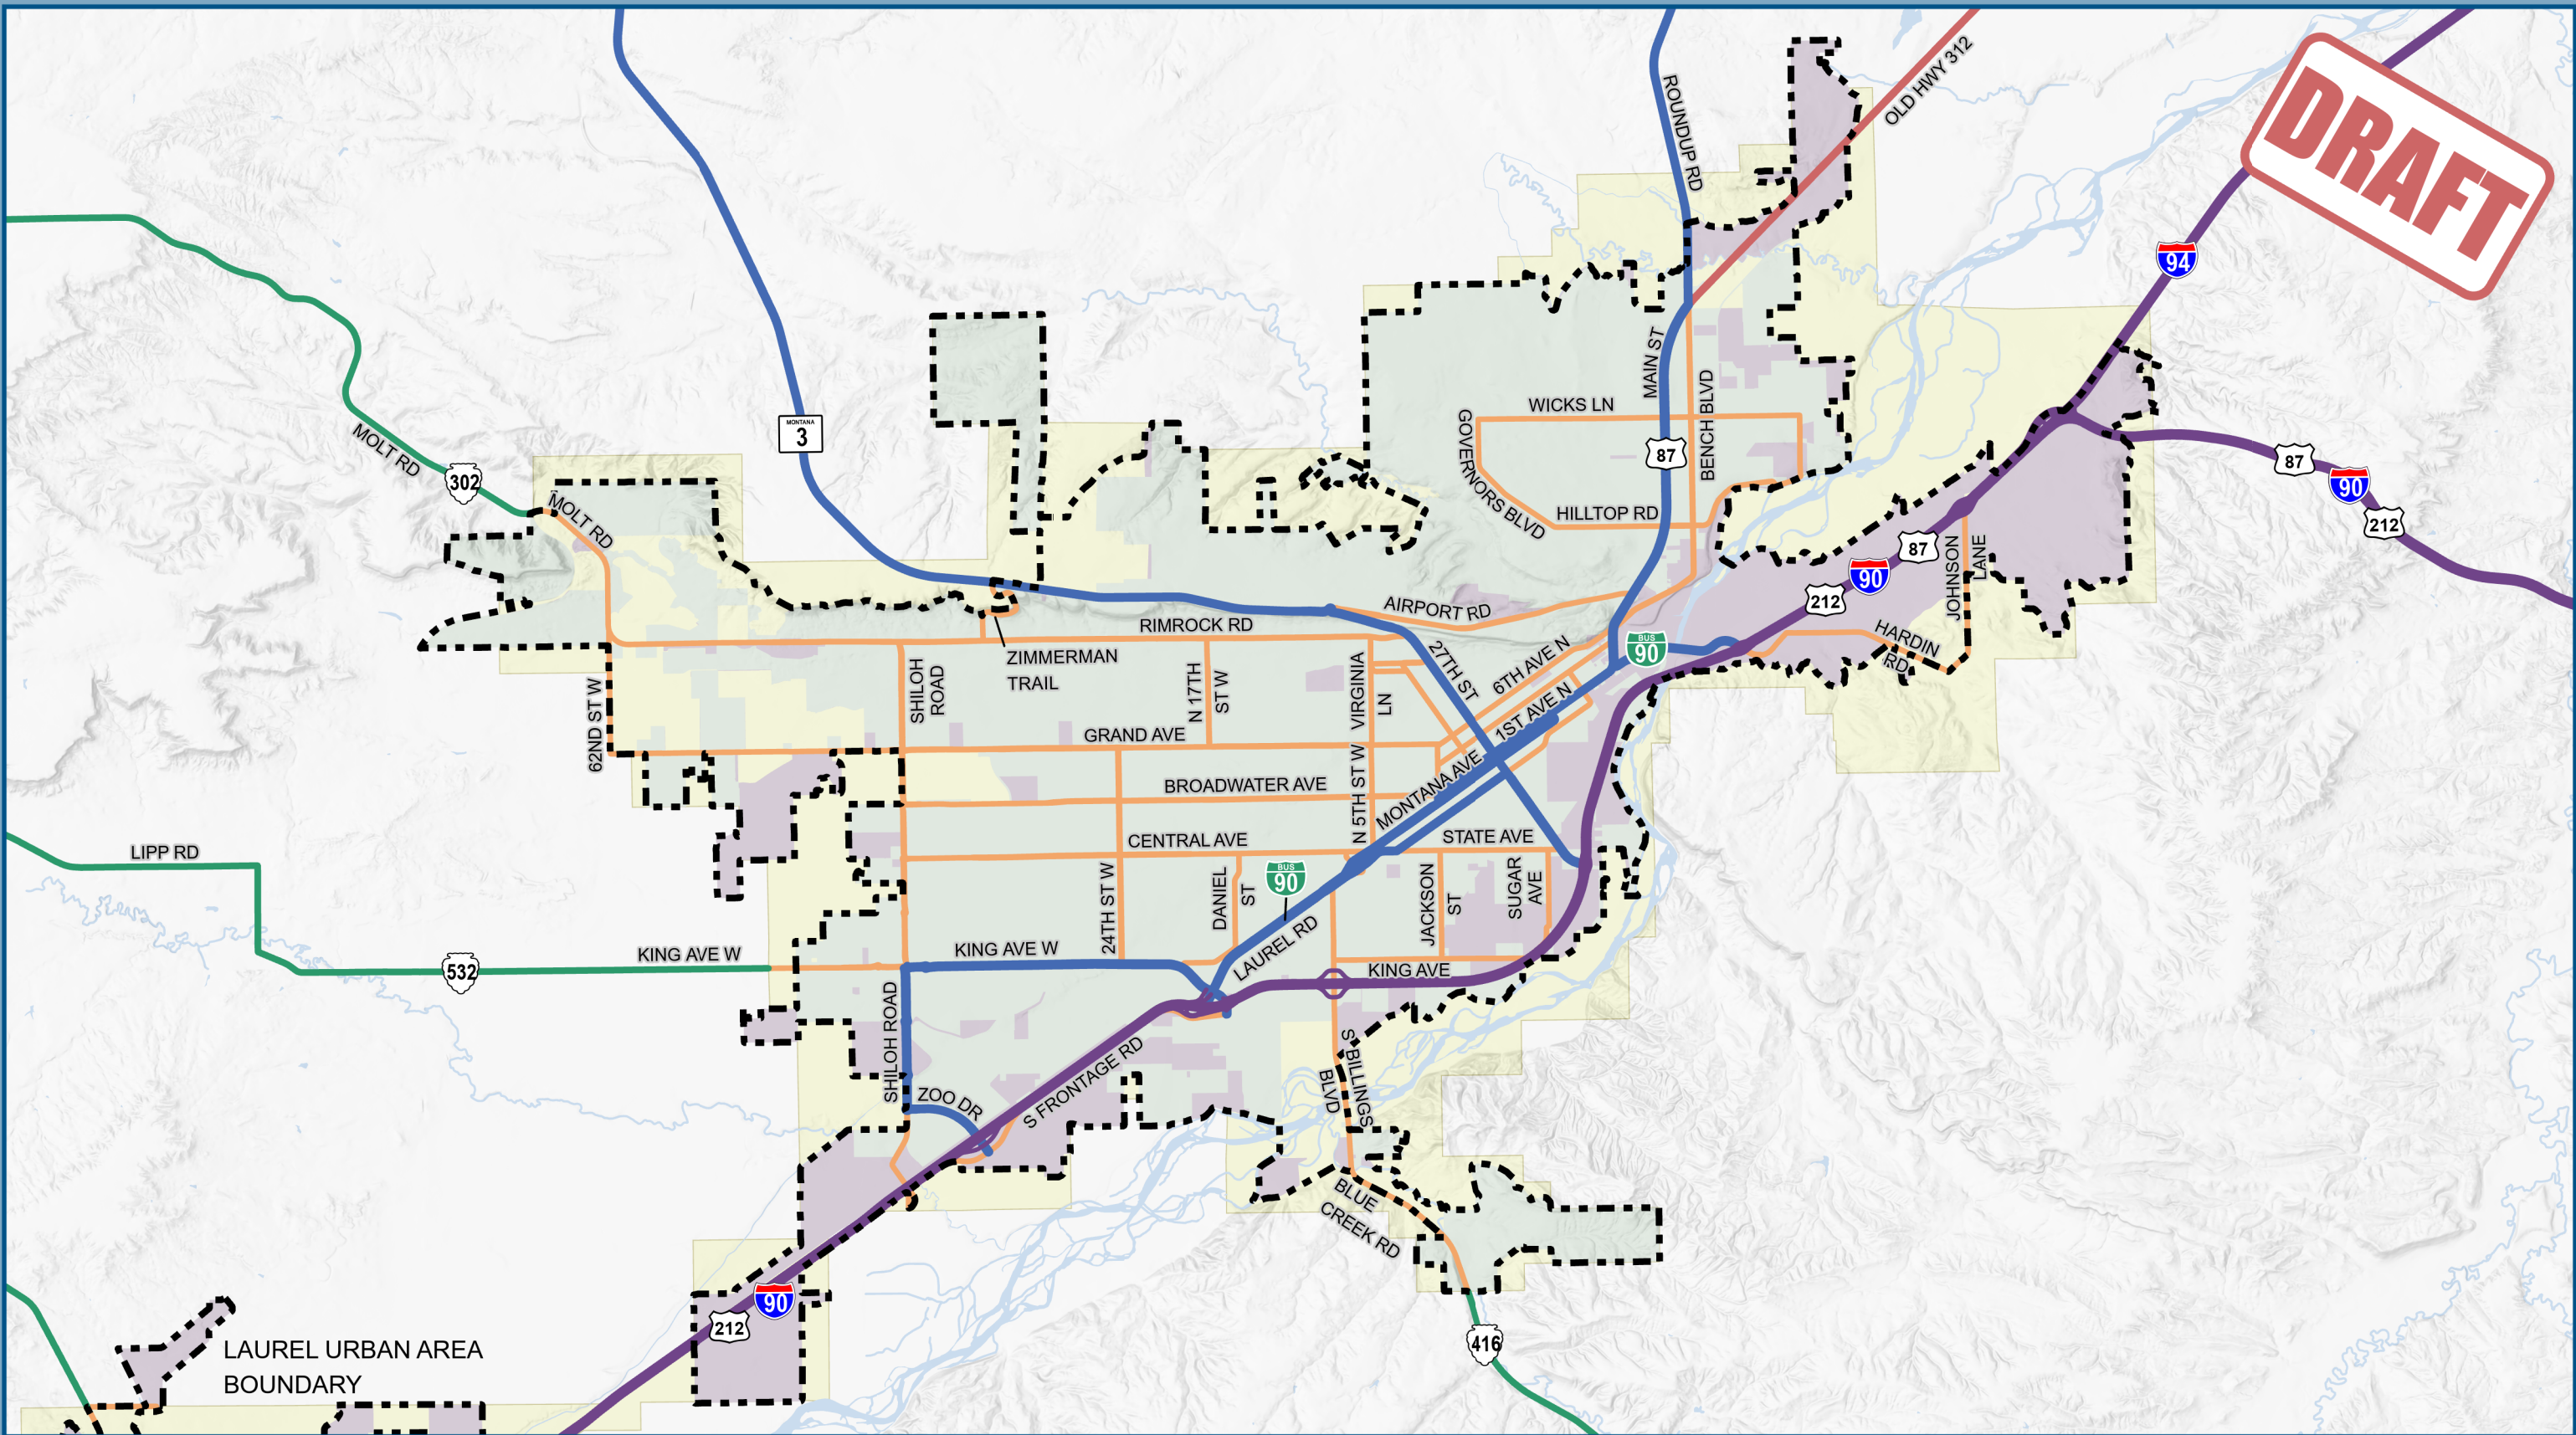 ROUNDUP RD
OLD HWY 312
DRAFT
94
MONTANA
3
MOLT RD
302
MOLT RD
MAIN ST
BENCH BLVD
WICKS LN
GOVERNORS BLVD
87
HILLTOP RD
87
90
212
87
90
212
JOHNSON
LANE
HARDIN
RD
AIRPORT RD
RIMROCK RD
ZIMMERMAN
TRAIL
27TH ST
6TH AVE N
BUS
90
62ND ST W
SHILOH
ROAD
N 17TH
ST W
VIRGINIA
LN
GRAND AVE
1ST AVE N
MONTANA AVE
BROADWATER AVE
N 5TH ST W
CENTRAL AVE
STATE AVE
LIPP RD
24TH ST W
DANIEL
ST
BUS
90
JACKSON
ST
SUGAR
AVE
532
KING AVE W
KING AVE W
LAUREL RD
KING AVE
SHILOH ROAD
ZOO DR
S FRONTAGE RD
S BILLINGS
BLVD
BLUE
CREEK RD
90
212
416
LAUREL URBAN AREA
BOUNDARY